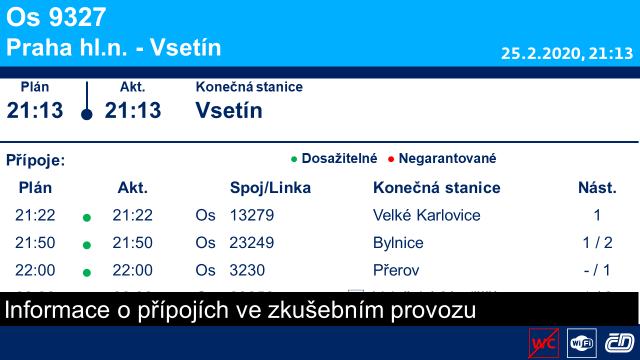 Os 9327
Praha hl.n. - Vsetín
25.2.2020, 21:13
Plán Akt. Konečná stanice
21:13 21:13 Vsetín
Přípoje: Dosažitelné Negarantované
Plán Akt. Spoj/Linka Konečná stanice Nást.
21:22 21:22 Os 13279 Velké Karlovice 1
21:50 21:50 Os 23249 Bylnice 1 / 2
22:00 22:00 Os 3230 Přerov - / 1
Informace o přípojích ve zkušebním provozu
WC WiFi ČD